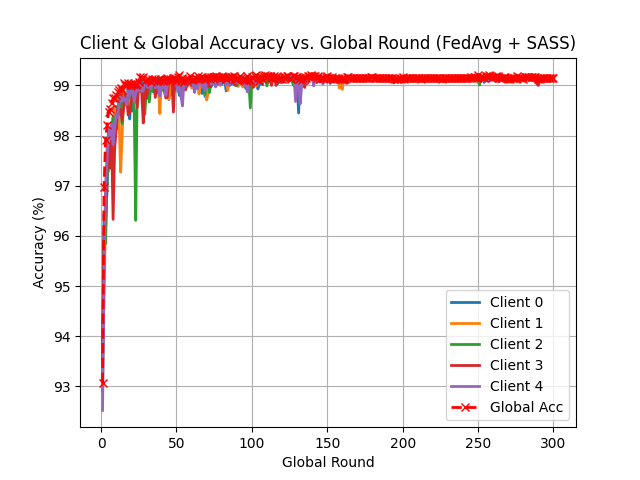 Client & Global Accuracy vs. Global Round (FedAvg + SASS)
99
98
97
96
95
94
93
Accuracy (%)
0 50 100 150 200 250 300
Global Round
Client 0
Client 1
Client 2
Client 3
Client 4
Global Acc